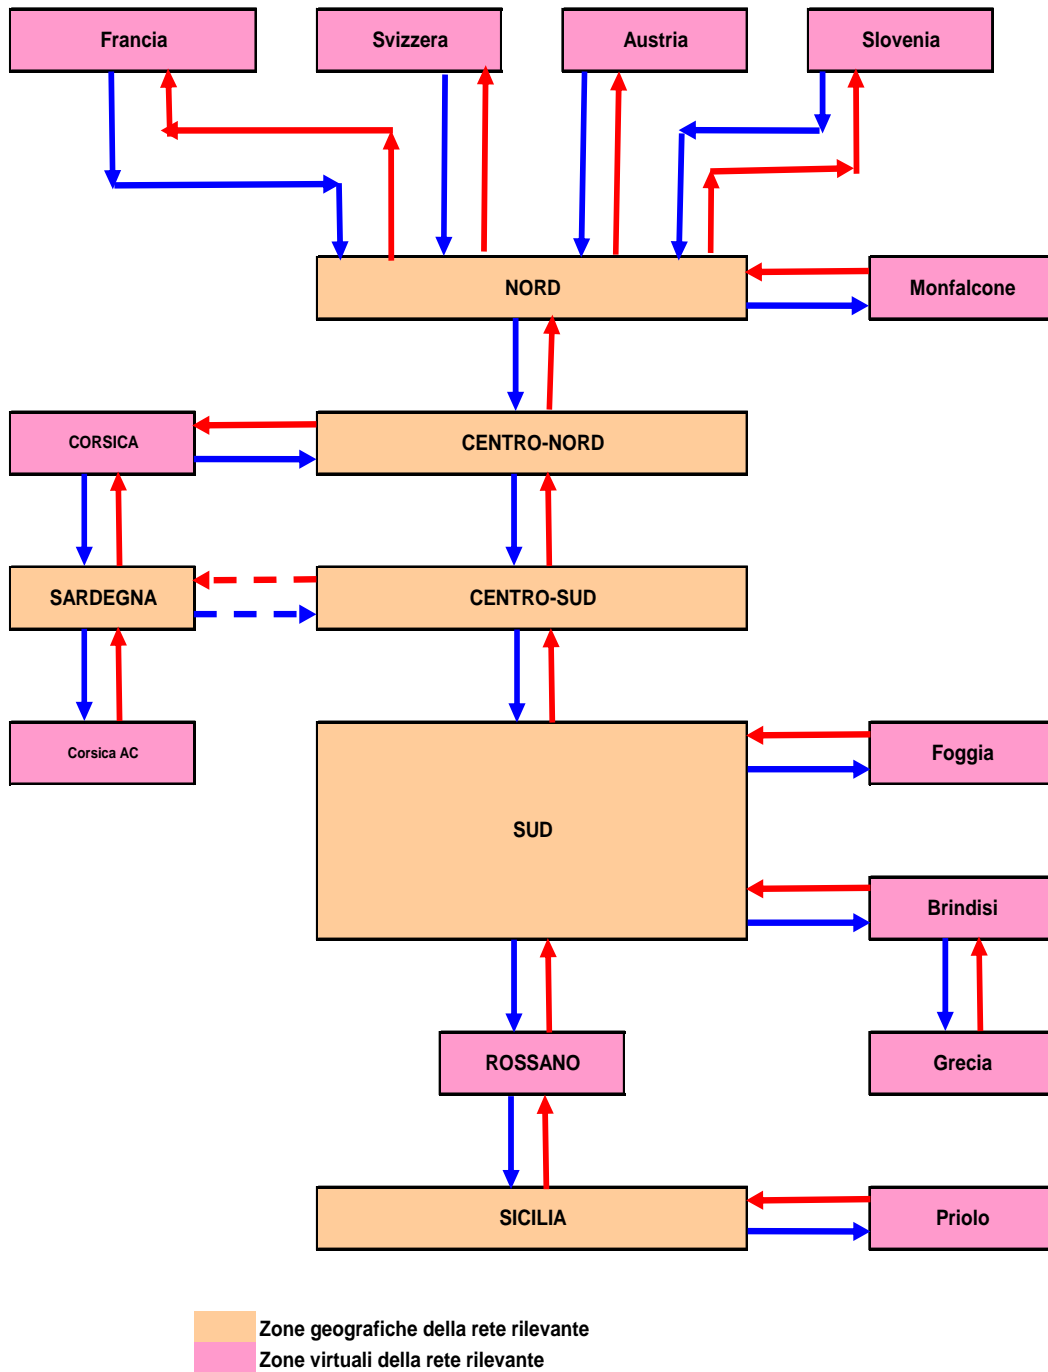 Francia
Svizzera
Austria
Slovenia
NORD
Monfalcone
CORSICA
CENTRO-NORD
SARDEGNA
CENTRO-SUD
Corsica AC
Foggia
SUD
Brindisi
ROSSANO
Grecia
SICILIA
Priolo
Zone geografiche della rete rilevante
Zone virtuali della rete rilevante